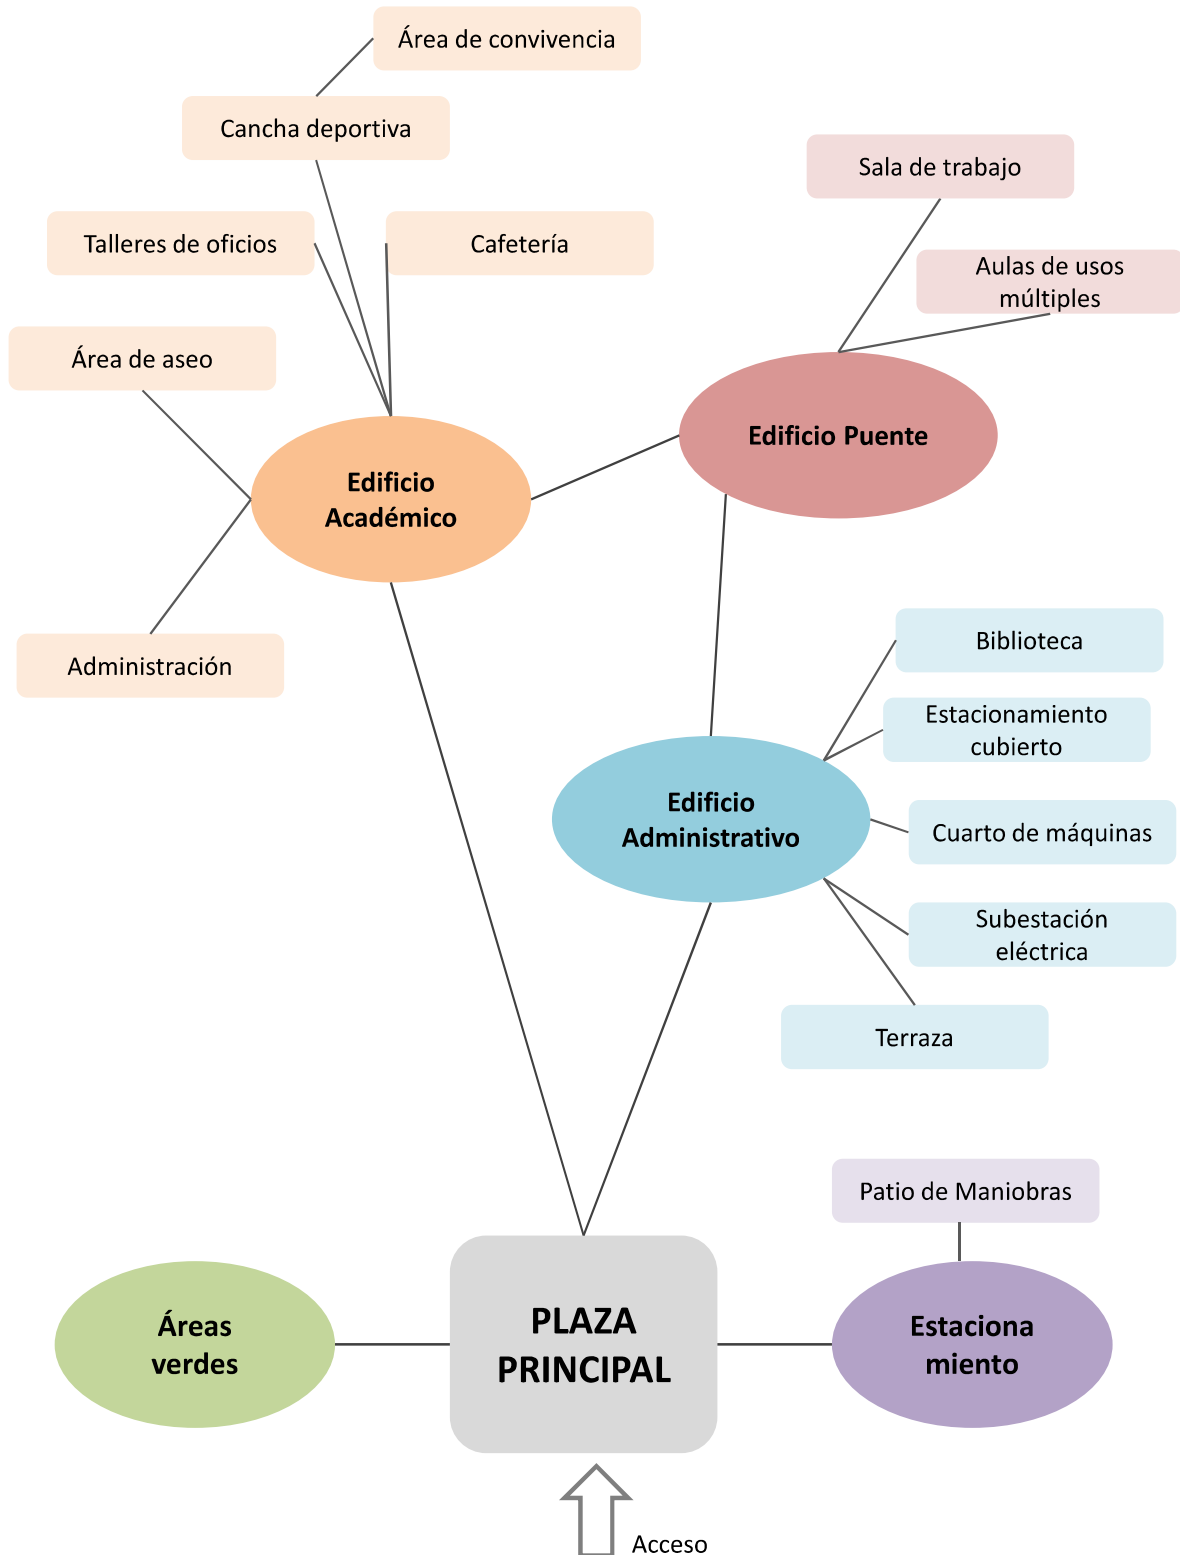 Área de convivencia
Cancha deportiva
Sala de trabajo
Talleres de oficios
Cafetería
Aulas de usos
múltiples
Área de aseo
Edificio Puente
Edificio
Académico
Administración
Biblioteca
Estacionamiento
cubierto
Edificio
Administrativo
Cuarto de máquinas
Subestación
eléctrica
Terraza
Patio de Maniobras
Áreas
verdes
PLAZA
PRINCIPAL
Estaciona
miento
Acceso